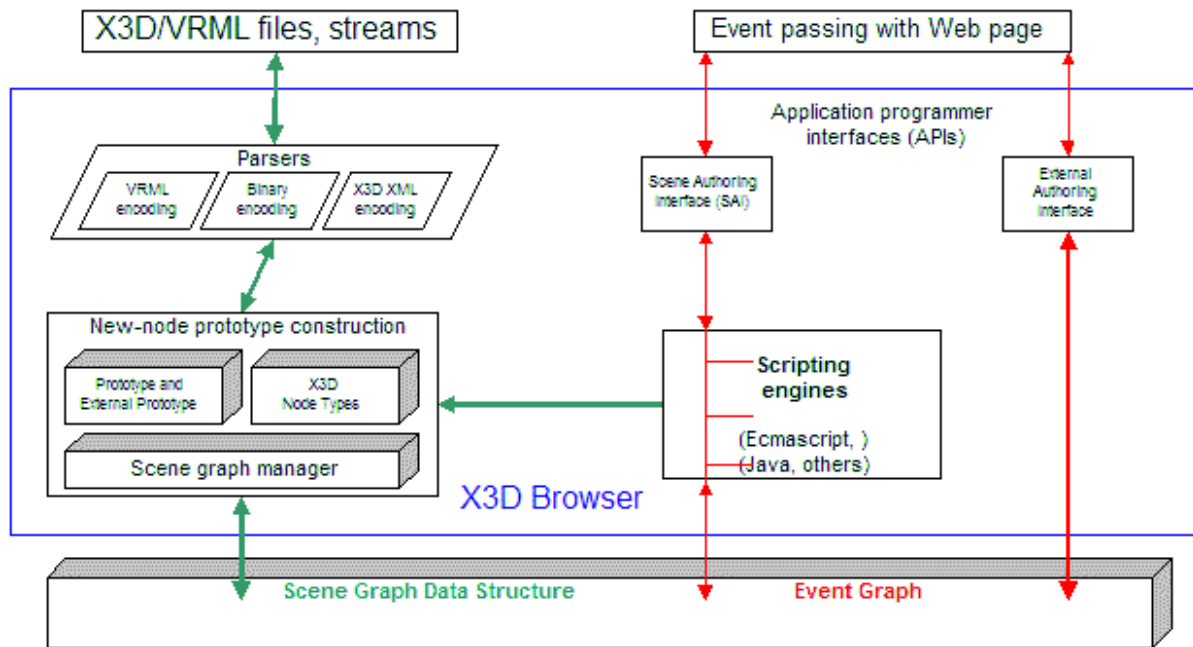 X3D/VRML files, streams
Event passing with Web page
Application programmer
interfaces (APIs)
Parsers
VRML
encoding
Binary
encoding
X3D XML
encoding
Scene Authoring
Interface (SAI)
External
Authoring
Interface
New-node prototype construction
Prototype and
External Prototype
X3D
Node Types
Scene graph manager
Scripting
engines
(Ecmascript, )
(Java, others)
X3D Browser
Scene Graph Data Structure
Event Graph